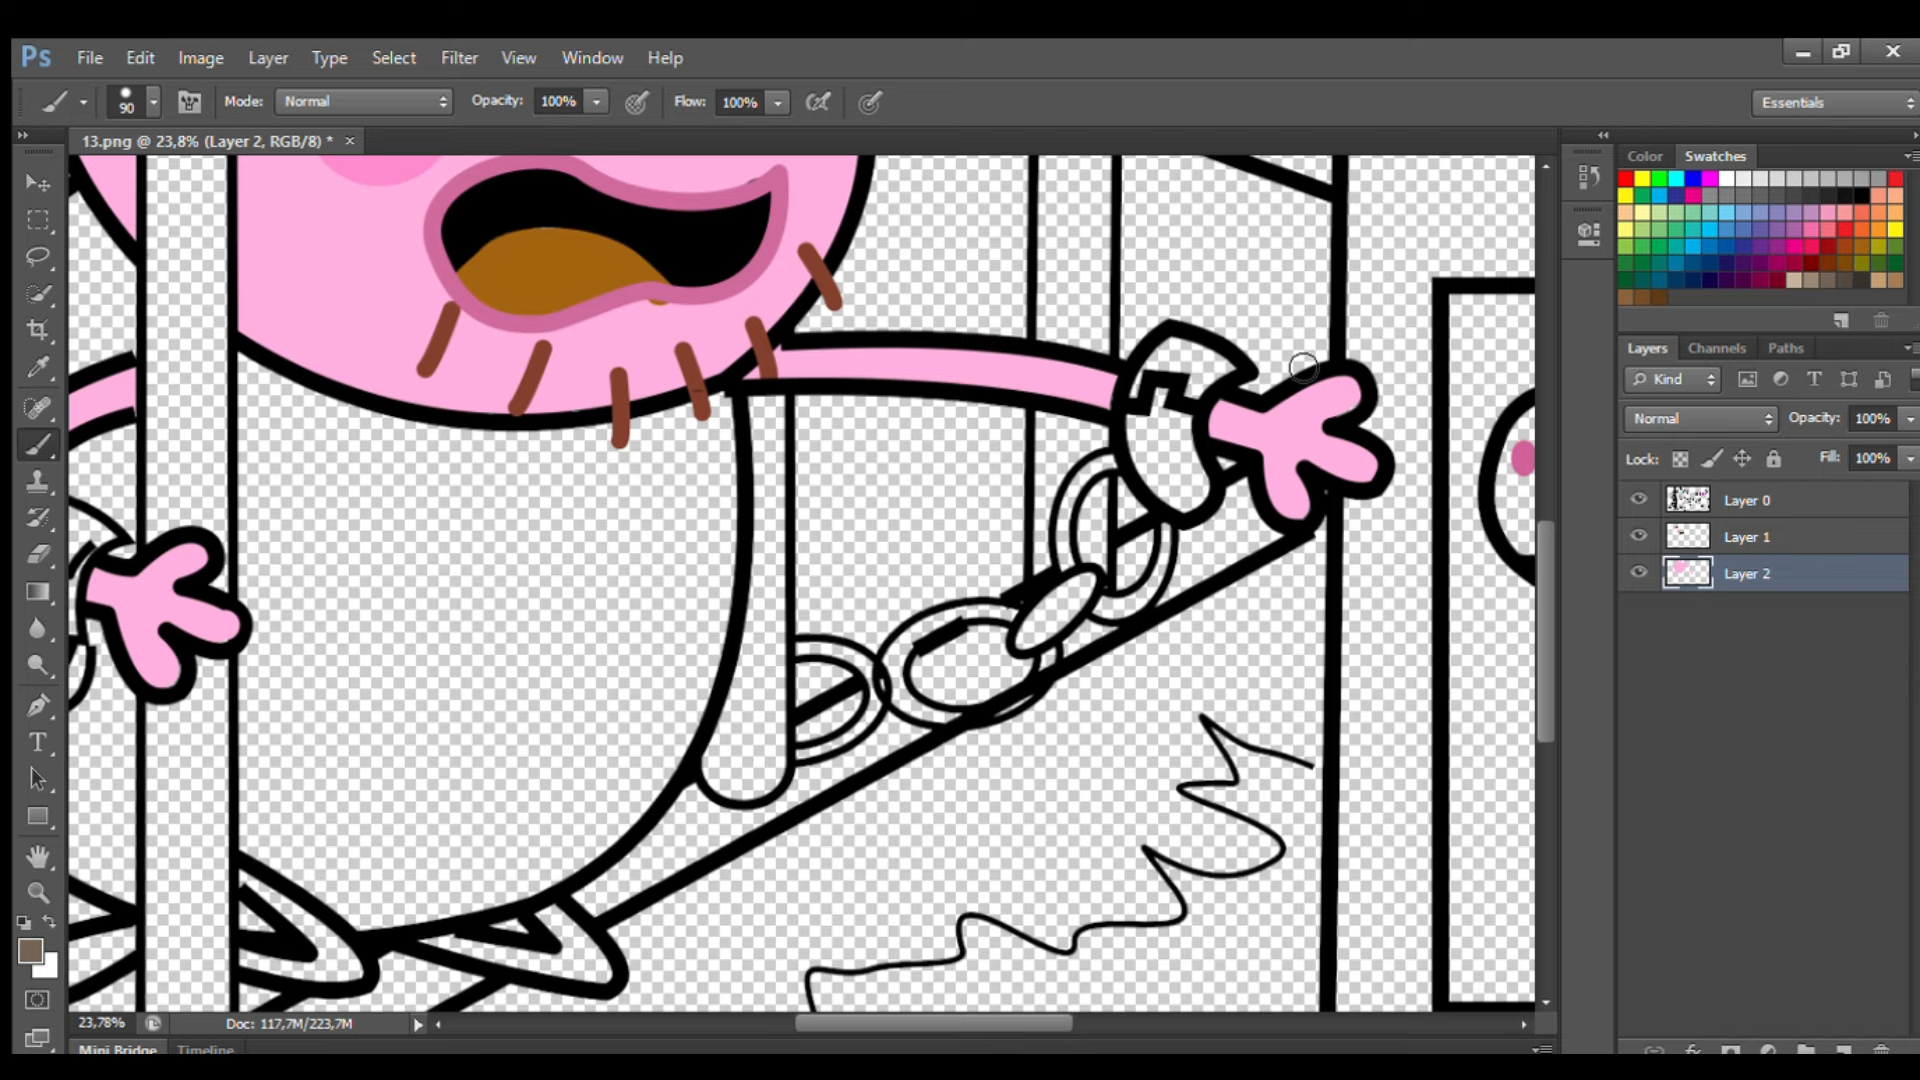 Ps File Edit Image Layer Type Select Filter View Window Help
90 Mode: Normal Opacity: 100% Flow: 100% Essentials
13.png @ 23,8% (Layer 2, RGB/8) * ×
Color Swatches
Layers Channels Paths
Kind
Normal Opacity: 100%
Lock: Fill: 100%
Layer 0
Layer 1
Layer 2
23,78% Doc: 117,7M/223,7M
Mini Bridge Timeline